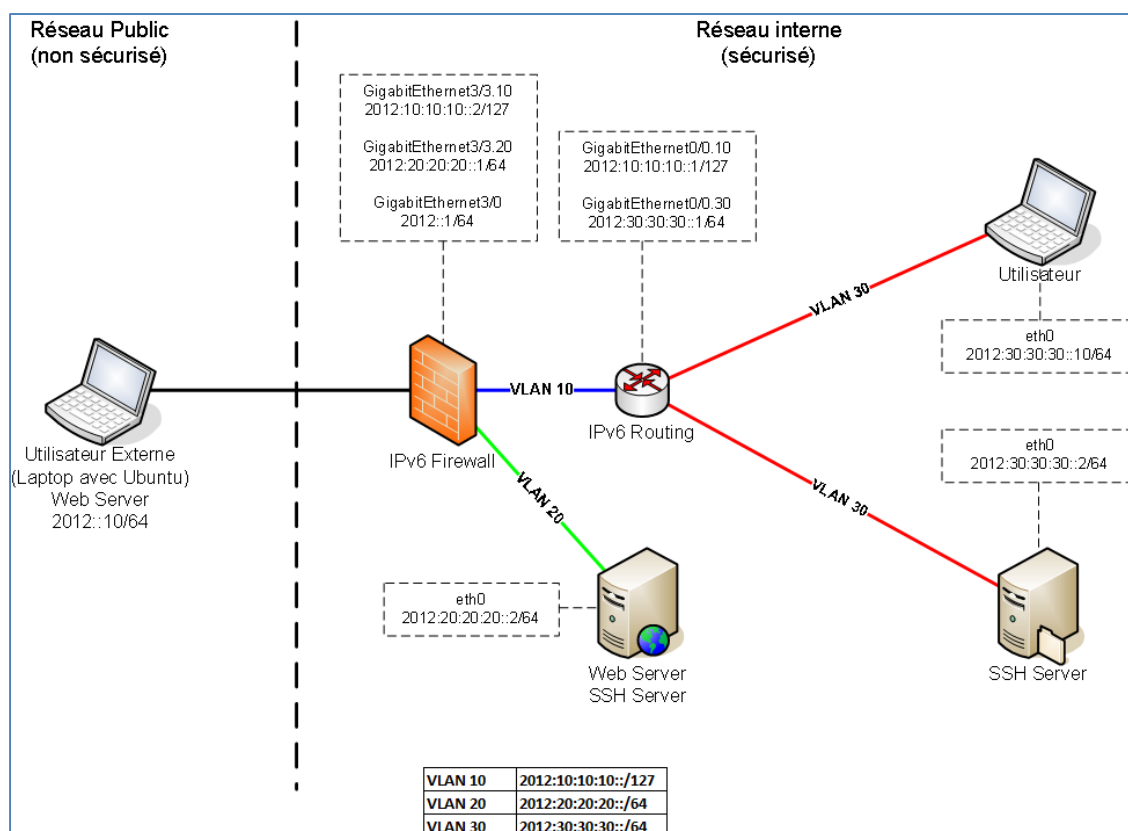 Réseau Public
(non sécurisé)
Réseau interne
(sécurisé)
GigabitEthernet3/3.10
2012:10:10:10::2/127
GigabitEthernet3/3.20
2012:20:20:20::1/64
GigabitEthernet3/0
2012::1/64
GigabitEthernet0/0.10
2012:10:10:10::1/127
GigabitEthernet0/0.30
2012:30:30:30::1/64
Utilisateur
VLAN 30
eth0
2012:30:30:30::10/64
VLAN 10
IPv6 Routing
IPv6 Firewall
Utilisateur Externe
(Laptop avec Ubuntu)
Web Server
2012::10/64
eth0
2012:30:30:30::2/64
VLAN 30
VLAN 20
eth0
2012:20:20:20::2/64
Web Server
SSH Server
SSH Server
VLAN 10 2012:10:10:10::/127
VLAN 20 2012:20:20:20::/64
VLAN 30 2012:30:30:30::/64